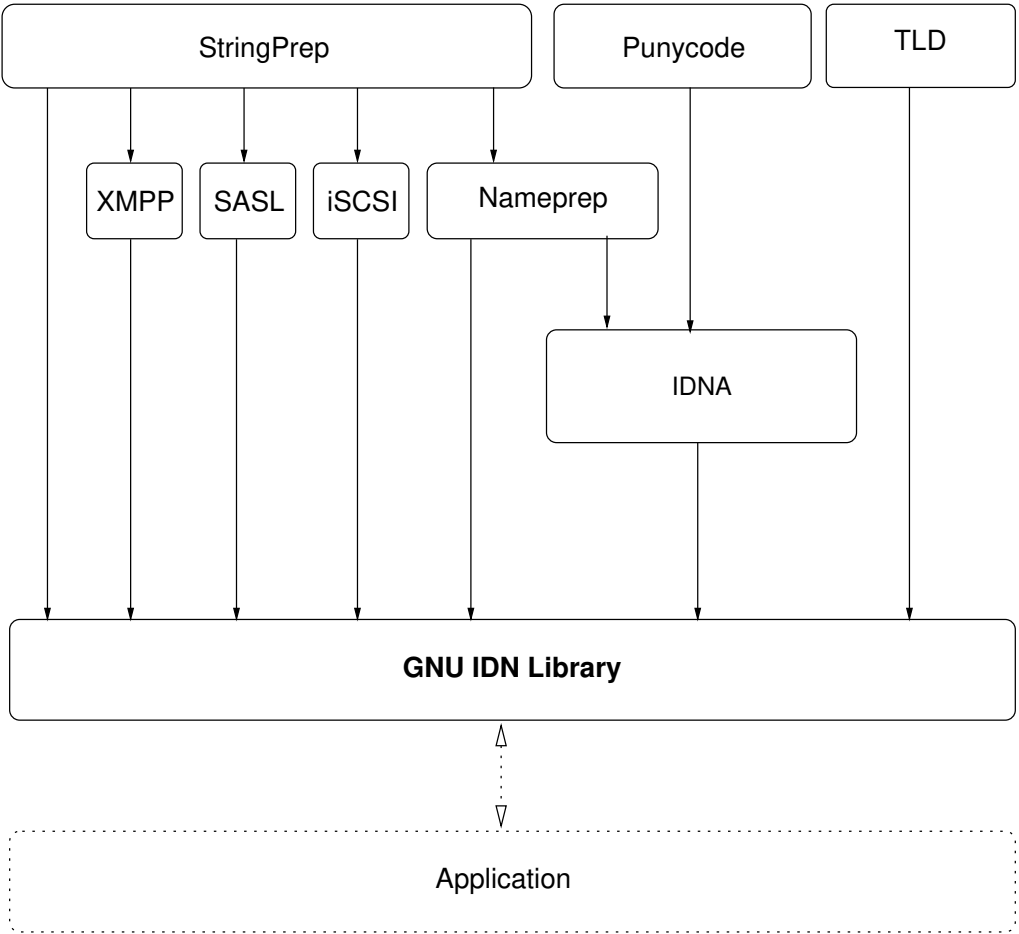 StringPrep
Punycode
TLD
XMPP
SASL
iSCSI
Nameprep
IDNA
GNU IDN Library
Application